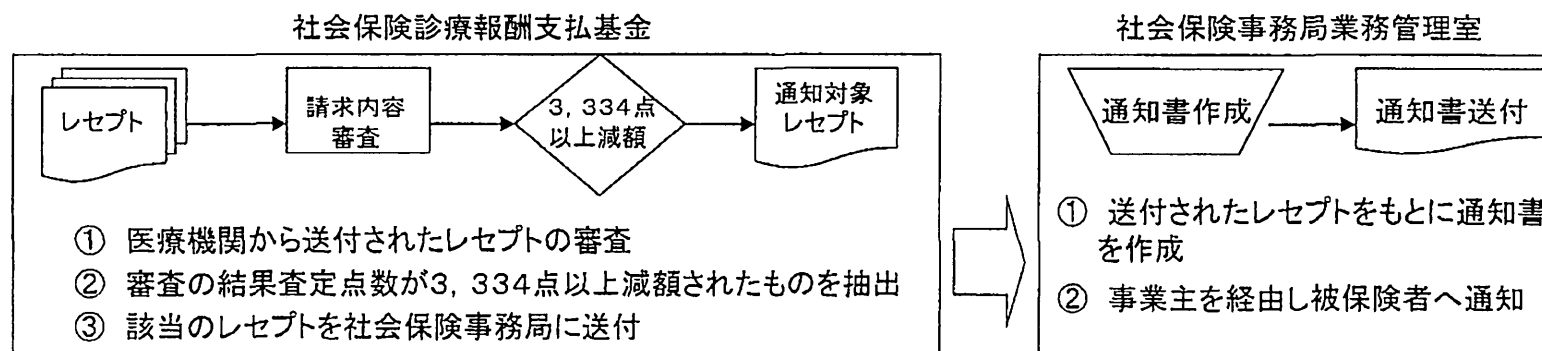 社会保険診療報酬支払基金
レセプト
請求内容
審査
3，334点
以上減額
通知対象
レセプト
① 医療機関から送付されたレセプトの審査
② 審査の結果査定点数が3，334点以上減額されたものを抽出
③ 該当のレセプトを社会保険事務局に送付
社会保険事務局業務管理室
通知書作成
通知書送付
① 送付されたレセプトをもとに通知書
を作成
② 事業主を経由し被保険者へ通知